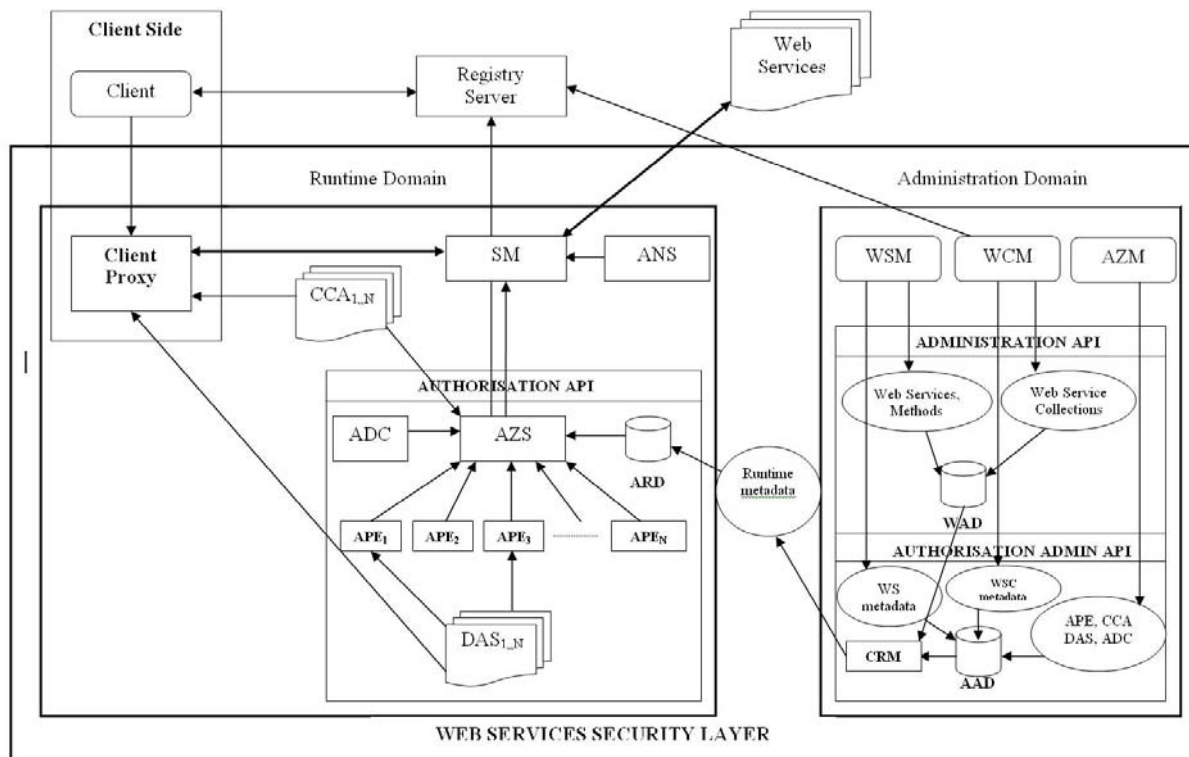 Client Side
Client
Registry
Server
Web
Services
Runtime Domain
Administration Domain
Client
Proxy
SM
ANS
WSM
WCM
AZM
CCA1..N
ADMINISTRATION API
AUTHORISATION API
Web Services,
Methods
Web Service
Collections
ADC
AZS
ARD
Runtime
metadata
WAD
APE1
APE2
APE3
..................
APEN
AUTHORISATION ADMIN API
WS
metadata
WSC
metadata
APE, CCA
DAS, ADC
DAS1..N
CRM
AAD
WEB SERVICES SECURITY LAYER